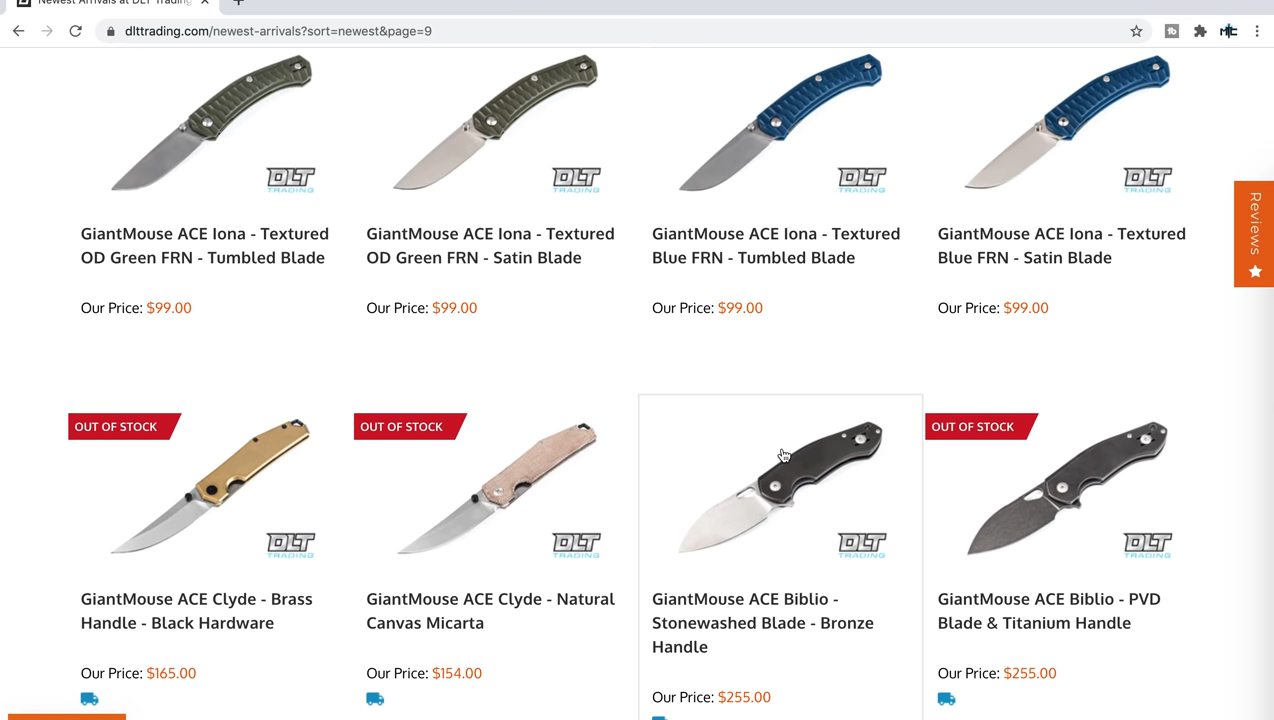 Newest Arrivals at DLT Trading
dlttrading.com/newest-arrivals?sort=newest&page=9
DLT TRADING
DLT TRADING
DLT TRADING
DLT TRADING
GiantMouse ACE Iona - Textured
OD Green FRN - Tumbled Blade
Our Price: $99.00
GiantMouse ACE Iona - Textured
OD Green FRN - Satin Blade
Our Price: $99.00
GiantMouse ACE Iona - Textured
Blue FRN - Tumbled Blade
Our Price: $99.00
GiantMouse ACE Iona - Textured
Blue FRN - Satin Blade
Our Price: $99.00
Reviews
OUT OF STOCK
DLT TRADING
GiantMouse ACE Clyde - Brass
Handle - Black Hardware
Our Price: $165.00
OUT OF STOCK
DLT TRADING
GiantMouse ACE Clyde - Natural
Canvas Micarta
Our Price: $154.00
DLT TRADING
GiantMouse ACE Biblio -
Stonewashed Blade - Bronze
Handle
Our Price: $255.00
OUT OF STOCK
DLT TRADING
GiantMouse ACE Biblio - PVD
Blade & Titanium Handle
Our Price: $255.00